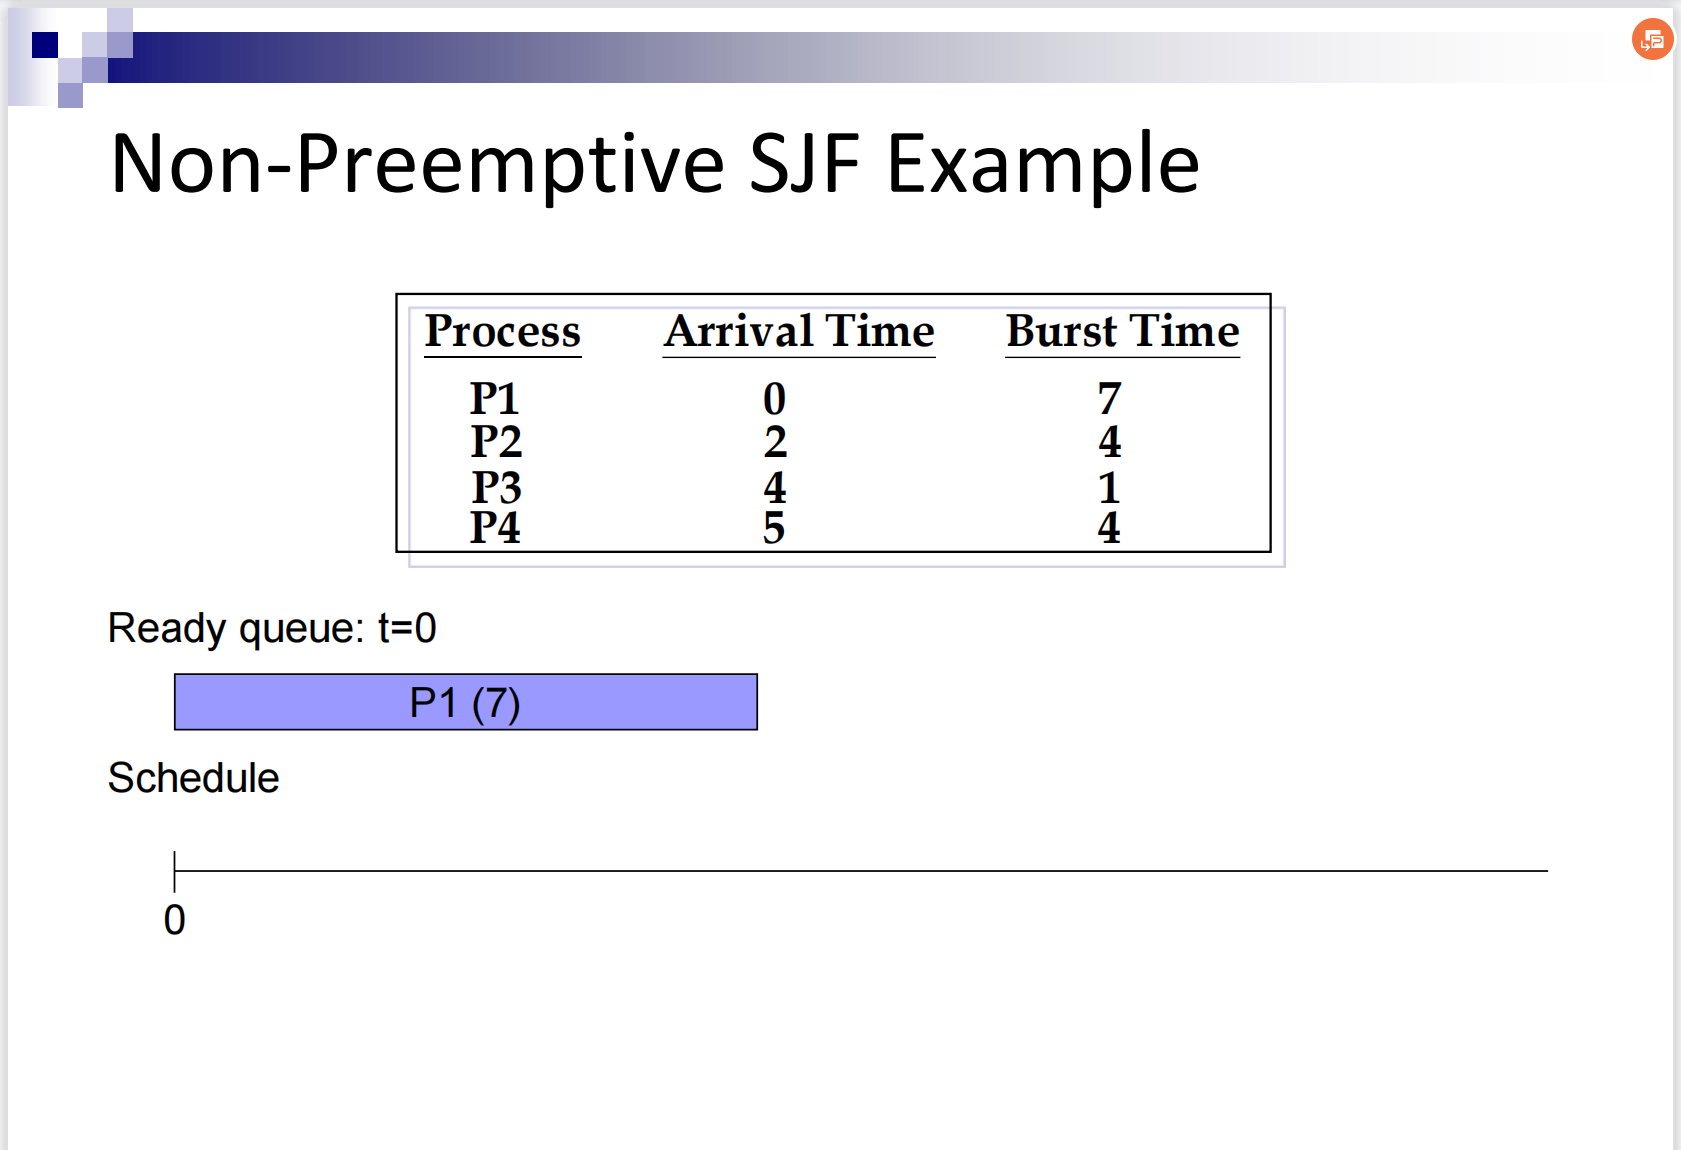 Non-Preemptive SJF Example
Process Arrival Time Burst Time
P1 0 7
P2 2 4
P3 4 1
P4 5 4
Ready queue: t=0
P1 (7)
Schedule
0